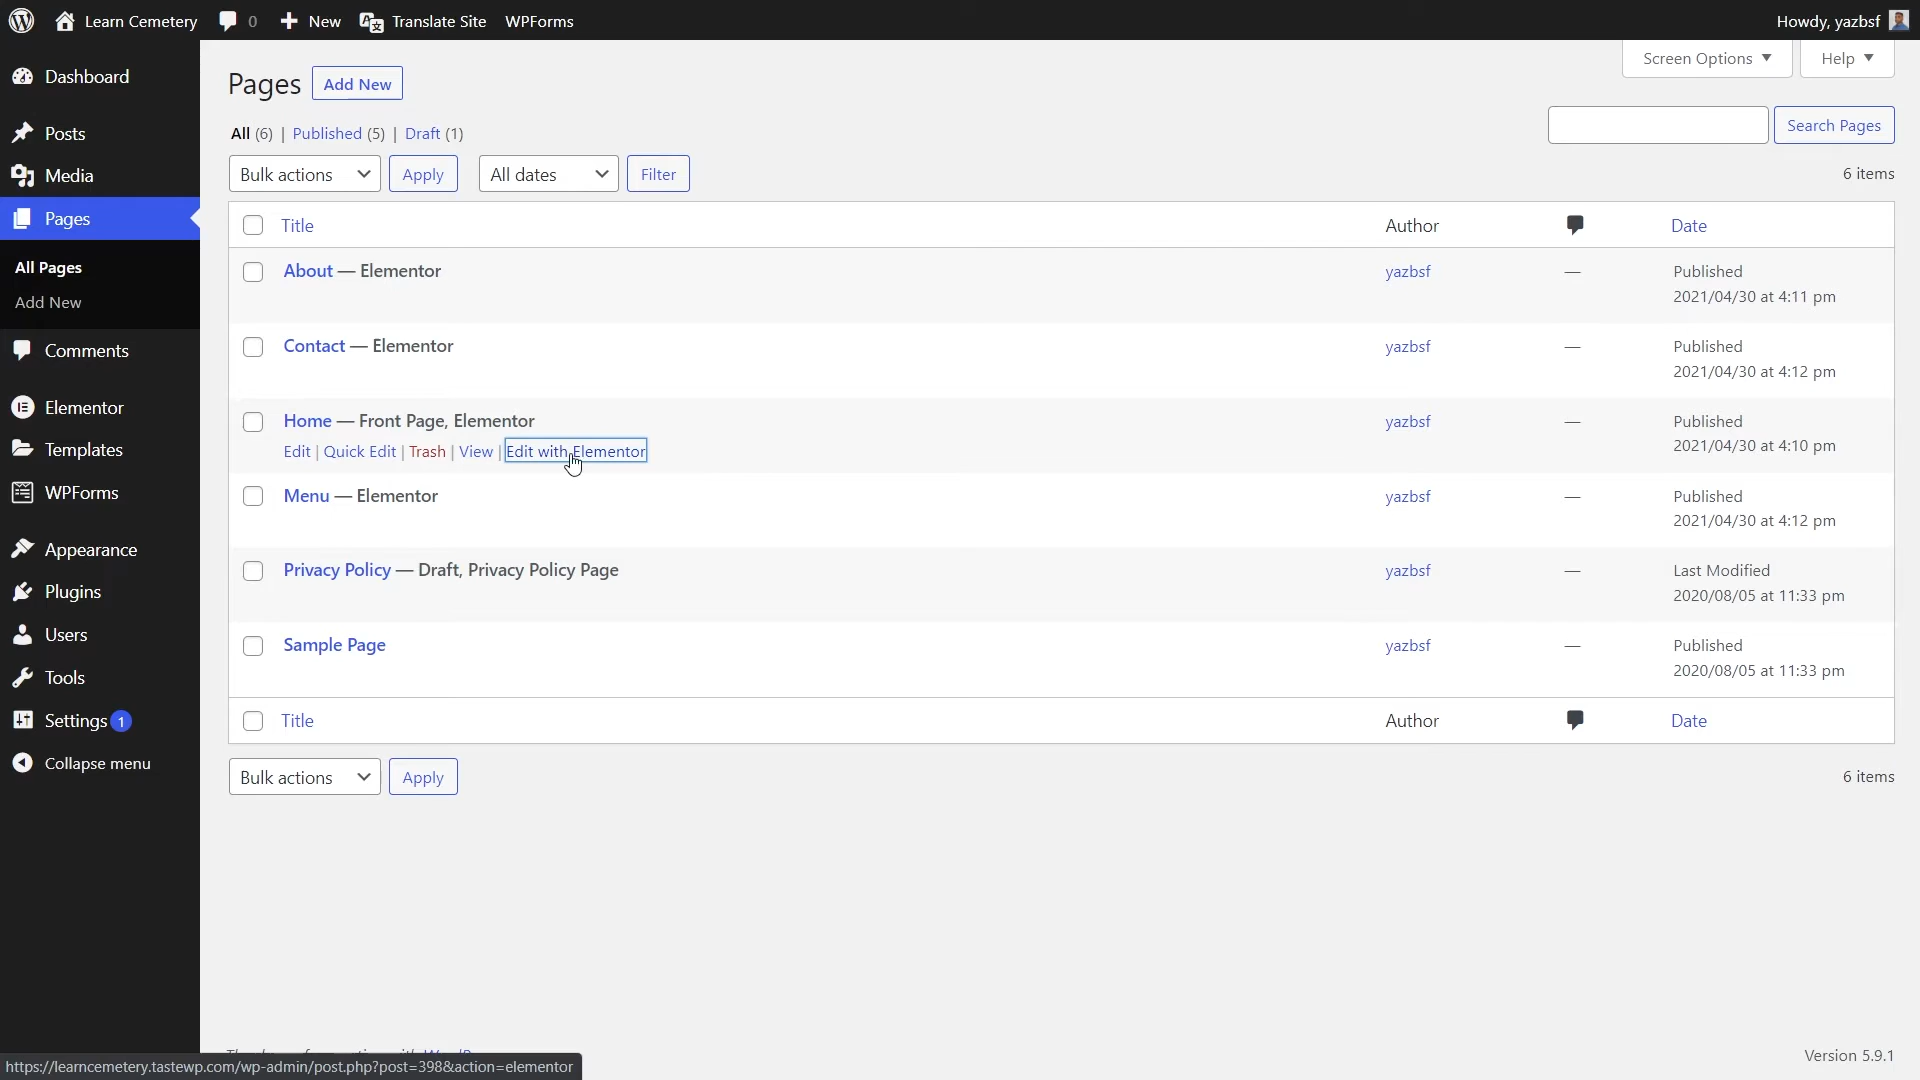 Learn Cemetery 0 New Translate Site WPForms Howdy, yazbsf
Dashboard
Posts
Media
Pages
All Pages
Add New
Comments
Elementor
Templates
WPForms
Appearance
Plugins
Users
Tools
Settings 1
Collapse menu
Screen Options Help
Pages Add New
All (6) | Published (5) | Draft (1)
Search Pages
Bulk actions Apply All dates Filter 6 items
Title Author Date
About — Elementor yazbsf — Published
2021/04/30 at 4:11 pm
Contact — Elementor yazbsf — Published
2021/04/30 at 4:12 pm
Home — Front Page, Elementor yazbsf — Published
Edit | Quick Edit | Trash | View | Edit with Elementor 2021/04/30 at 4:10 pm
Menu — Elementor yazbsf — Published
2021/04/30 at 4:12 pm
Privacy Policy — Draft, Privacy Policy Page yazbsf — Last Modified
2020/08/05 at 11:33 pm
Sample Page yazbsf — Published
2020/08/05 at 11:33 pm
Title Author Date
Bulk actions Apply 6 items
Version 5.9.1
https://learncemetery.tastewp.com/wp-admin/post.php?post=398&action=elementor